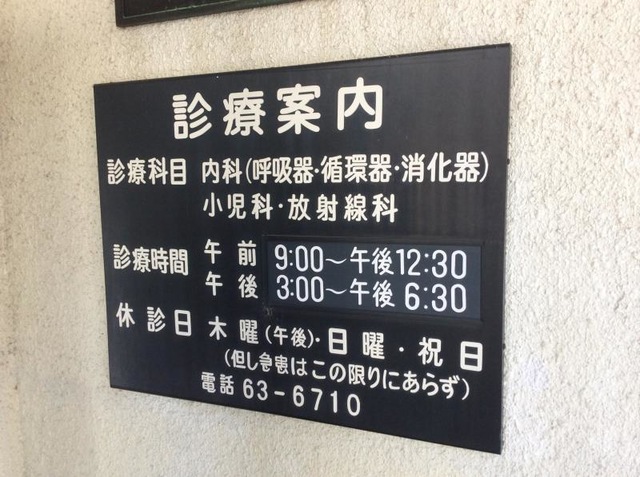 診療案内
診療科目 内科(呼吸器・循環器・消化器)
小児科・放射線科
診療時間 午前 9:00～午後12:30
午後 3:00～午後 6:30
休診日 木曜(午後)・日曜・祝日
(但し急患はこの限りにあらず)
電話 63-6710